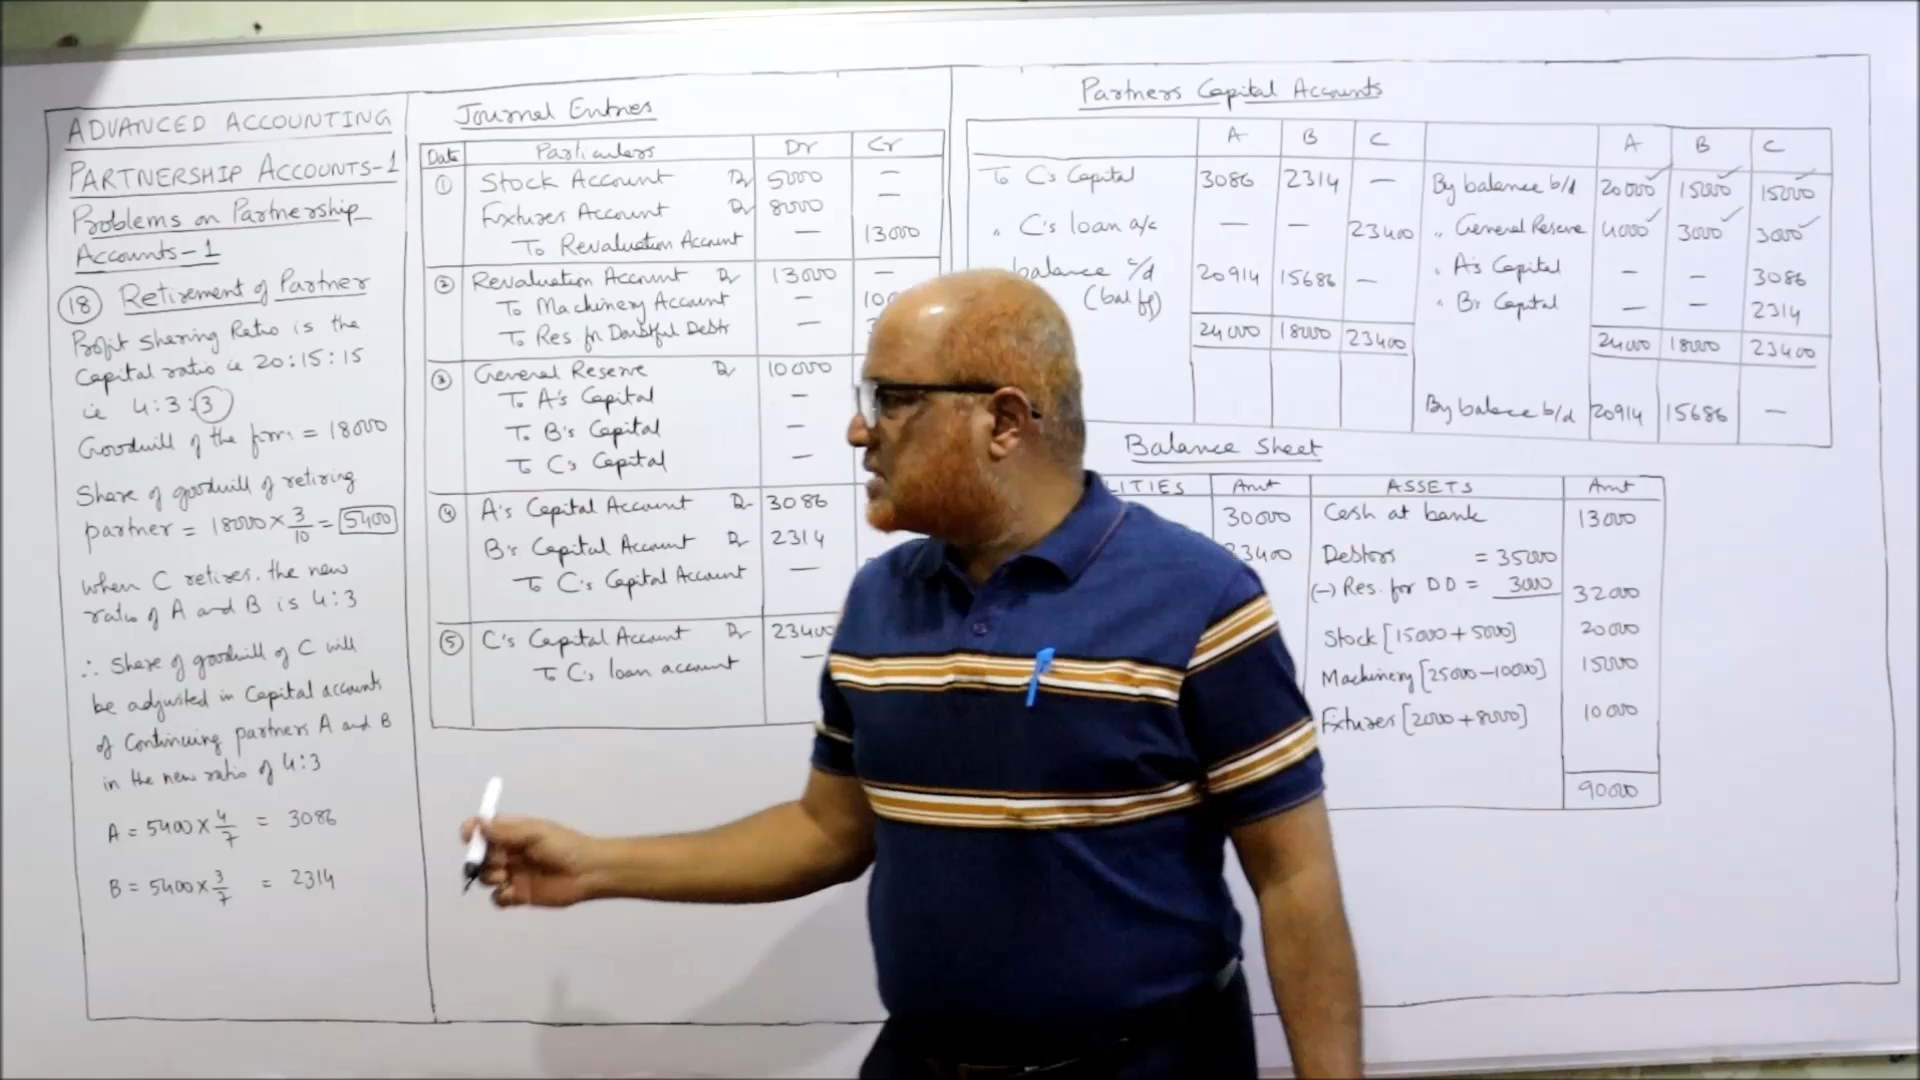 ADVANCED ACCOUNTING
PARTNERSHIP ACCOUNTS-1
Problems on Partnership
Accounts-1
(18) Retirement of Partner
Profit sharing Ratio is the
Capital ratio ie 20:15:15
ie 4:3:3
Goodwill of the firm = 18000
Share of goodwill of retiring
partner = 18000 × 3/10 = 5400
when C retires. the new
ratio of A and B is 4:3
∴ Share of goodwill of C will
be adjusted in Capital accounts
of Continuing partners A and B
in the new ratio of 4:3
A = 5400 × 4/7 = 3086
B = 5400 × 3/7 = 2314
Journal Entries
Date Particulars Dr Cr
(1) Stock Account Dr 5000 —
Fixtures Account Dr 8000 —
To Revaluation Account — 13000
(2) Revaluation Account Dr 13000 —
To Machinery Account —
To Res fr Doubtful Debts —
(3) General Reserve Dr 10000
To A's Capital —
To B's Capital —
To C's Capital —
(4) A's Capital Account Dr 3086
B's Capital Account Dr 2314
To C's Capital Account —
(5) C's Capital Account Dr 23400
To C's loan account —
Partners Capital Accounts
A B C A B C
To C's Capital 3086 2314 — By balance b/d 20000 15000 15000
" C's loan a/c — — 23400 " General Reserve 4000 3000 3000
balance c/d 20914 15686 — " A's Capital — — 3086
(bal fg) " B's Capital — — 2314
24000 18000 23400 24000 18000 23400
By balance b/d 20914 15686 —
Balance Sheet
LITIES Amt ASSETS Amt
30000 Cash at bank 13000
3400 Debtors = 35000
(-) Res. for DD = 3000 32000
Stock [15000+5000] 20000
Machinery [25000-10000] 15000
Fixtures [2000+8000] 10000
90000